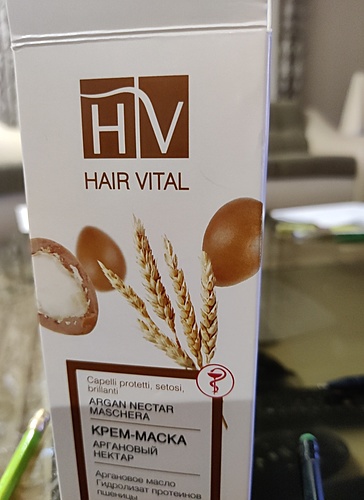 HV
HAIR VITAL
Capelli protetti, setosi,
brillanti
ARGAN NECTAR
MASCHERA
КРЕМ-МАСКА
АРГАНОВЫЙ
НЕКТАР
Аргановое масло
Гидролизат протеинов
пшеницы